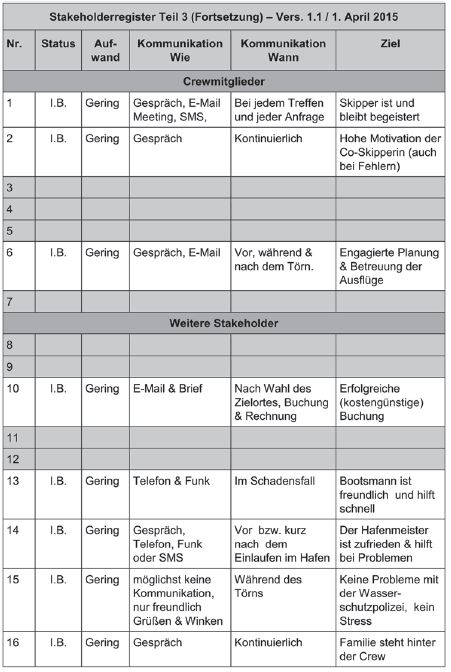 Stakeholderregister Teil 3 (Fortsetzung) – Vers. 1.1 / 1. April 2015
Nr. Status Auf- Kommunikation Kommunikation Ziel
wand Wie Wann
Crewmitglieder
1 I.B. Gering Gespräch, E-Mail Bei jedem Treffen Skipper ist und
Meeting, SMS, und jeder Anfrage bleibt begeistert
2 I.B. Gering Gespräch Kontinuierlich Hohe Motivation der
Co-Skipperin (auch
bei Fehlern)
3
4
5
6 I.B. Gering Gespräch, E-Mail Vor, während & Engagierte Planung
nach dem Törn. & Betreuung der
Ausflüge
7
Weitere Stakeholder
8
9
10 I.B. Gering E-Mail & Brief Nach Wahl des Erfolgreiche
Zielortes, Buchung (kostengünstige)
& Rechnung Buchung
11
12
13 I.B. Gering Telefon & Funk Im Schadensfall Bootsmann ist
freundlich und hilft
schnell
14 I.B. Gering Gespräch, Vor bzw. kurz Der Hafenmeister
Telefon, Funk nach dem ist zufrieden & hilft
oder SMS Einlaufen im Hafen bei Problemen
15 I.B. Gering möglichst keine Während des Keine Probleme mit
Kommunikation, Törns der Wasser-
nur freundlich schutzpolizei, kein
Grüßen & Winken Stress
16 I.B. Gering Gespräch Kontinuierlich Familie steht hinter
der Crew